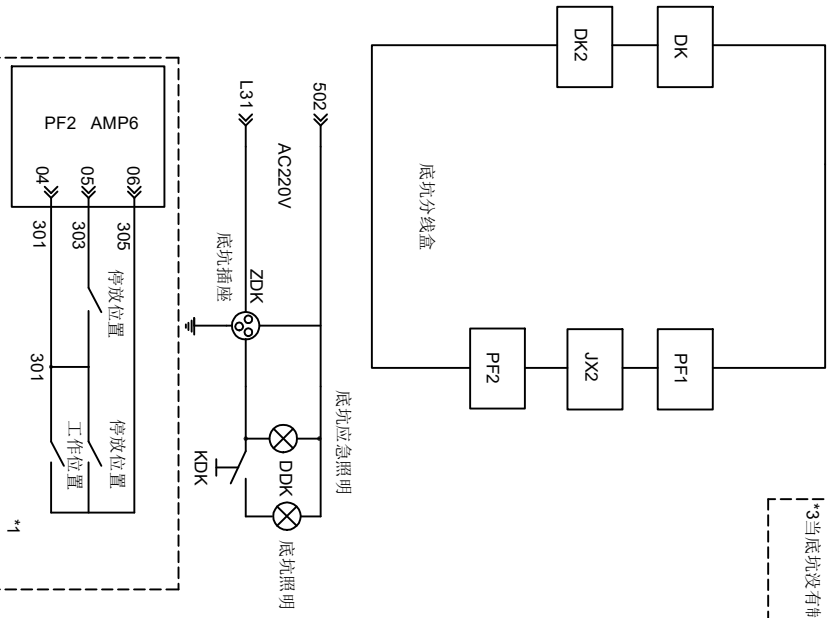 DK2
DK
底坑分线盒
PF2
JX2
PF1
L31
502
AC220V
底坑插座
ZDK
底坑应急照明
KDK
DDK
底坑照明
PF2 AMP6
04
05
06
301
303
305
停放位置
301
工作位置
停放位置
*1
*3当底坑没有